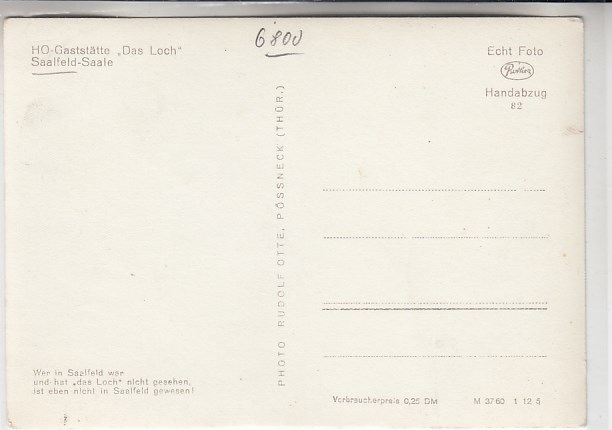 HO-Gaststätte „Das Loch“
Saalfeld-Saale
6800
Echt Foto
Handabzug
82
PHOTO RUDOLF OTTE, PÖSSNECK (THÜR.)
Wer in Saalfeld war
und hat „das Loch“ nicht gesehen,
ist eben nicht in Saalfeld gewesen!
Verbraucherpreis 0,25 DM
M 3760 1 12 5